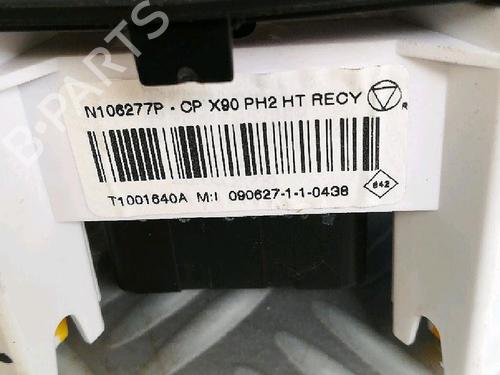 B-PARTS
N106277P - CP X90 PH2 HT RECY
R
T1001640A M:I 090627-1-1-0438
842